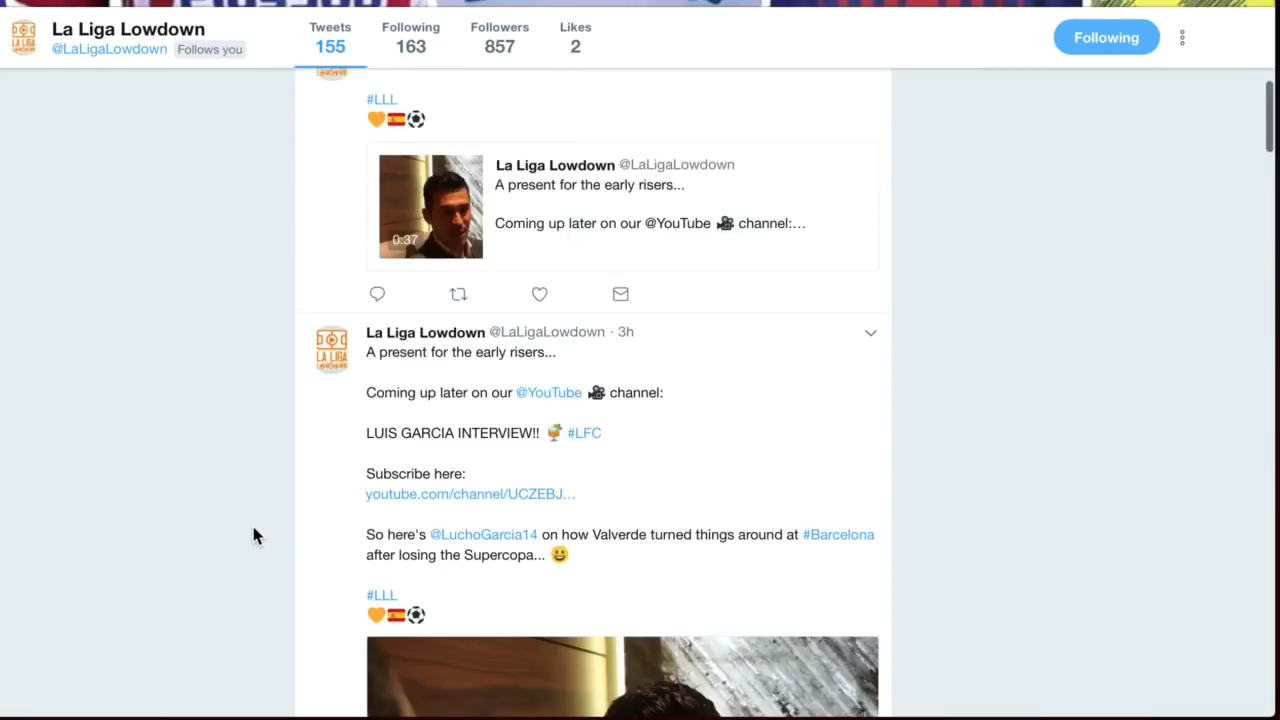 La Liga Lowdown
@LaLigaLowdown Follows you
Tweets Following Followers Likes
155 163 857 2
Following
#LLL
🧡🇪🇸⚽
La Liga Lowdown @LaLigaLowdown
A present for the early risers...
Coming up later on our @YouTube 🎥 channel:…
0:37
La Liga Lowdown @LaLigaLowdown · 3h
A present for the early risers...
Coming up later on our @YouTube 🎥 channel:
LUIS GARCIA INTERVIEW!! 🍹 #LFC
Subscribe here:
youtube.com/channel/UCZEBJ…
So here's @LuchoGarcia14 on how Valverde turned things around at #Barcelona
after losing the Supercopa... 😀
#LLL
🧡🇪🇸⚽
LA LIGA